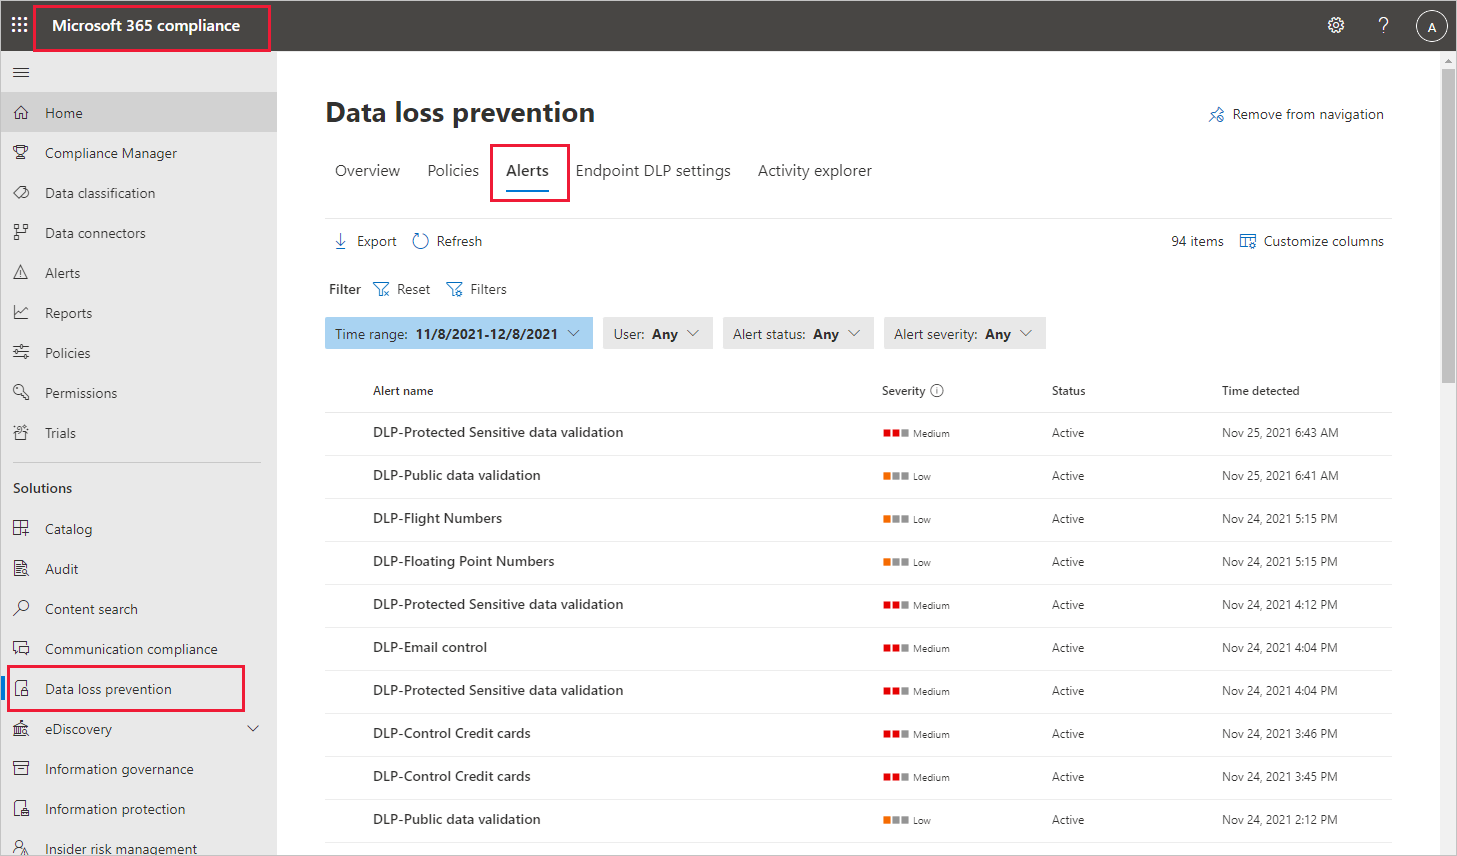 Microsoft 365 compliance
?
A
Home
Compliance Manager
Data classification
Data connectors
Alerts
Reports
Policies
Permissions
Trials
Solutions
Catalog
Audit
Content search
Communication compliance
Data loss prevention
eDiscovery
Information governance
Information protection
Insider risk management
Data loss prevention
Remove from navigation
Overview Policies Alerts Endpoint DLP settings Activity explorer
Export Refresh 94 items Customize columns
Filter Reset Filters
Time range: 11/8/2021-12/8/2021 User: Any Alert status: Any Alert severity: Any
Alert name Severity Status Time detected
DLP-Protected Sensitive data validation Medium Active Nov 25, 2021 6:43 AM
DLP-Public data validation Low Active Nov 25, 2021 6:41 AM
DLP-Flight Numbers Low Active Nov 24, 2021 5:15 PM
DLP-Floating Point Numbers Low Active Nov 24, 2021 5:15 PM
DLP-Protected Sensitive data validation Medium Active Nov 24, 2021 4:12 PM
DLP-Email control Medium Active Nov 24, 2021 4:04 PM
DLP-Protected Sensitive data validation Medium Active Nov 24, 2021 4:04 PM
DLP-Control Credit cards Medium Active Nov 24, 2021 3:46 PM
DLP-Control Credit cards Medium Active Nov 24, 2021 3:45 PM
DLP-Public data validation Low Active Nov 24, 2021 2:12 PM